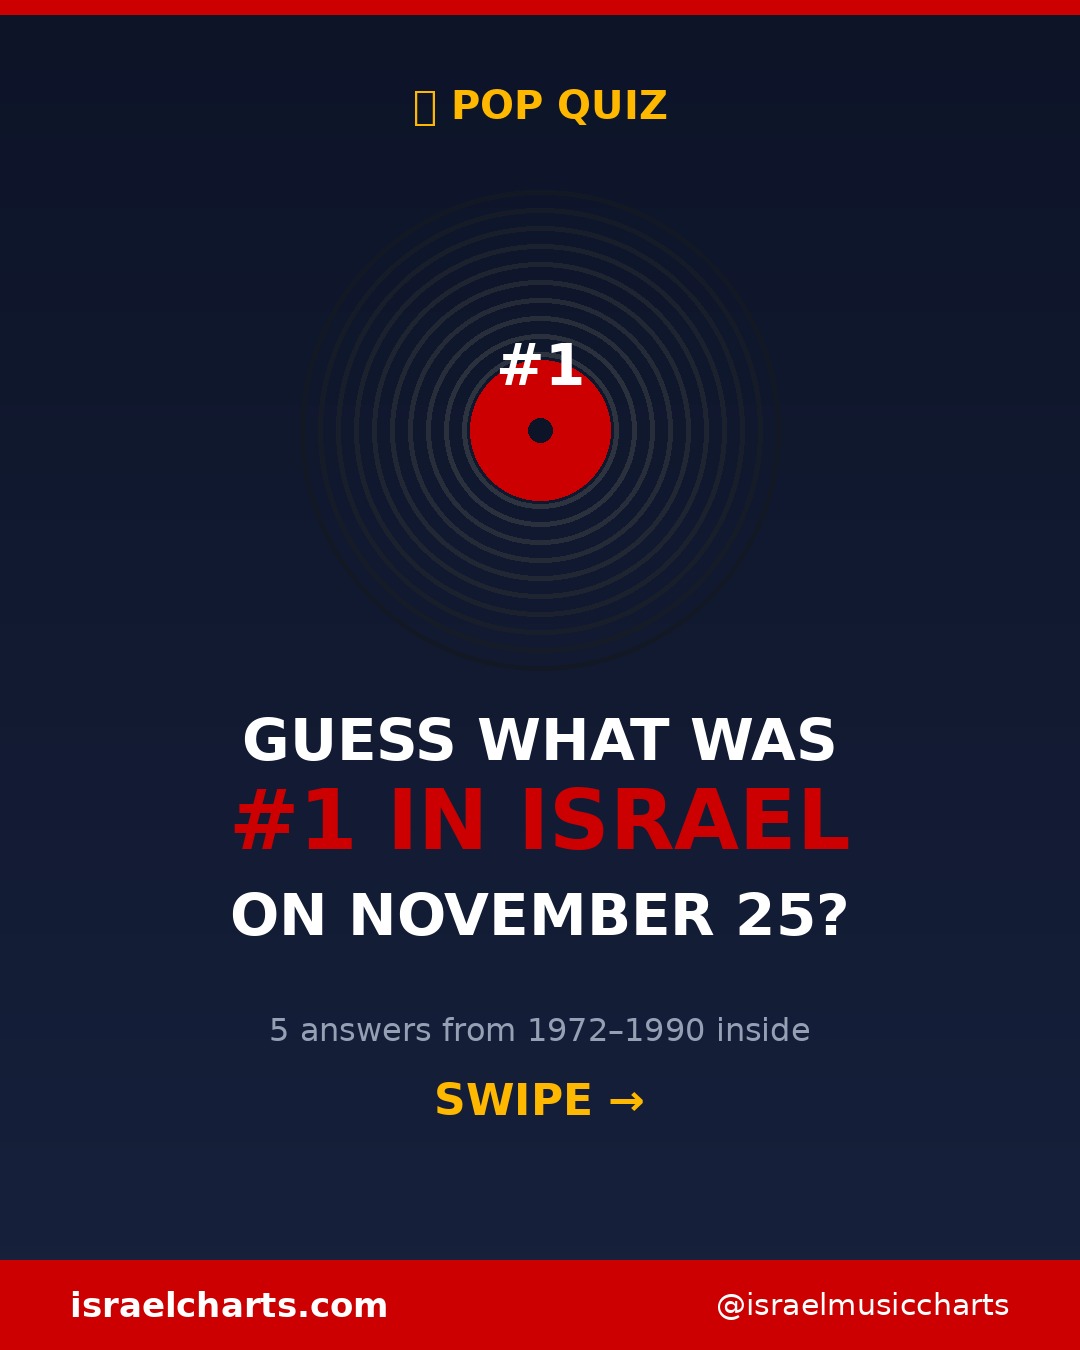 POP QUIZ
#1
GUESS WHAT WAS
#1 IN ISRAEL
ON NOVEMBER 25?
5 answers from 1972–1990 inside
SWIPE →
israelcharts.com
@israelmusiccharts